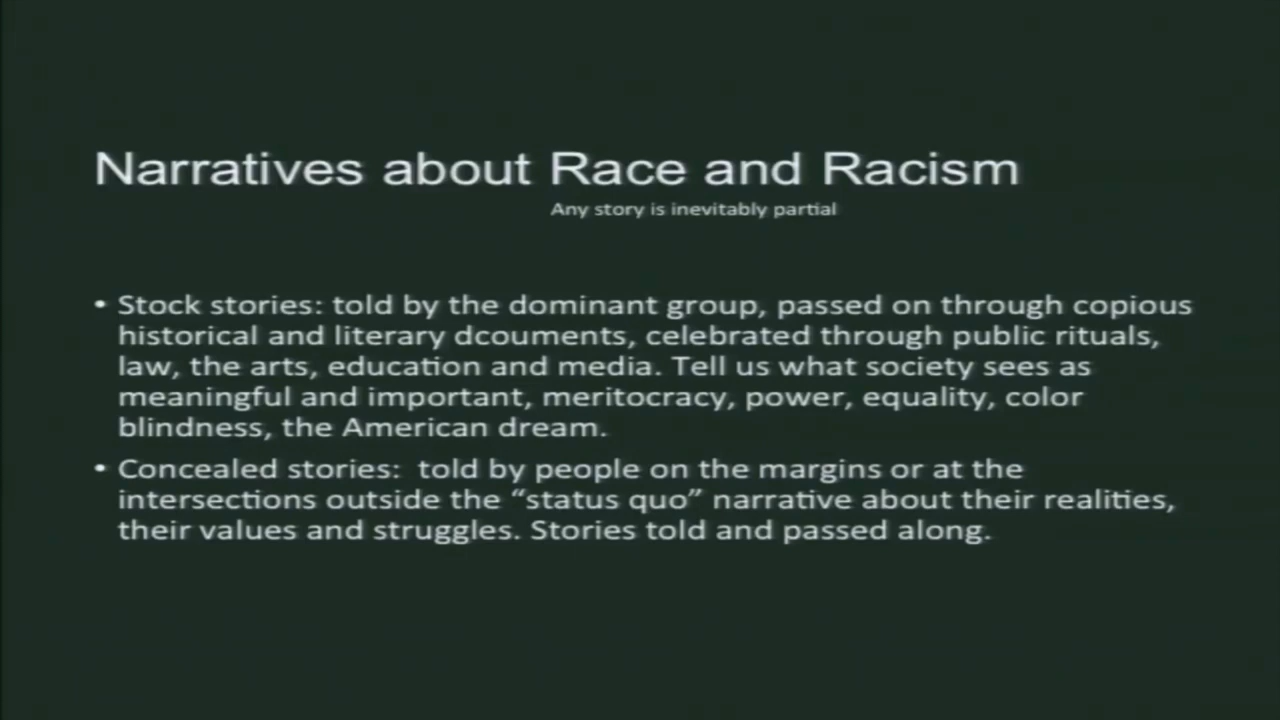 Narratives about Race and Racism
Any story is inevitably partial
• Stock stories: told by the dominant group, passed on through copious
historical and literary dcouments, celebrated through public rituals,
law, the arts, education and media. Tell us what society sees as
meaningful and important, meritocracy, power, equality, color
blindness, the American dream.
• Concealed stories:  told by people on the margins or at the
intersections outside the “status quo” narrative about their realities,
their values and struggles. Stories told and passed along.